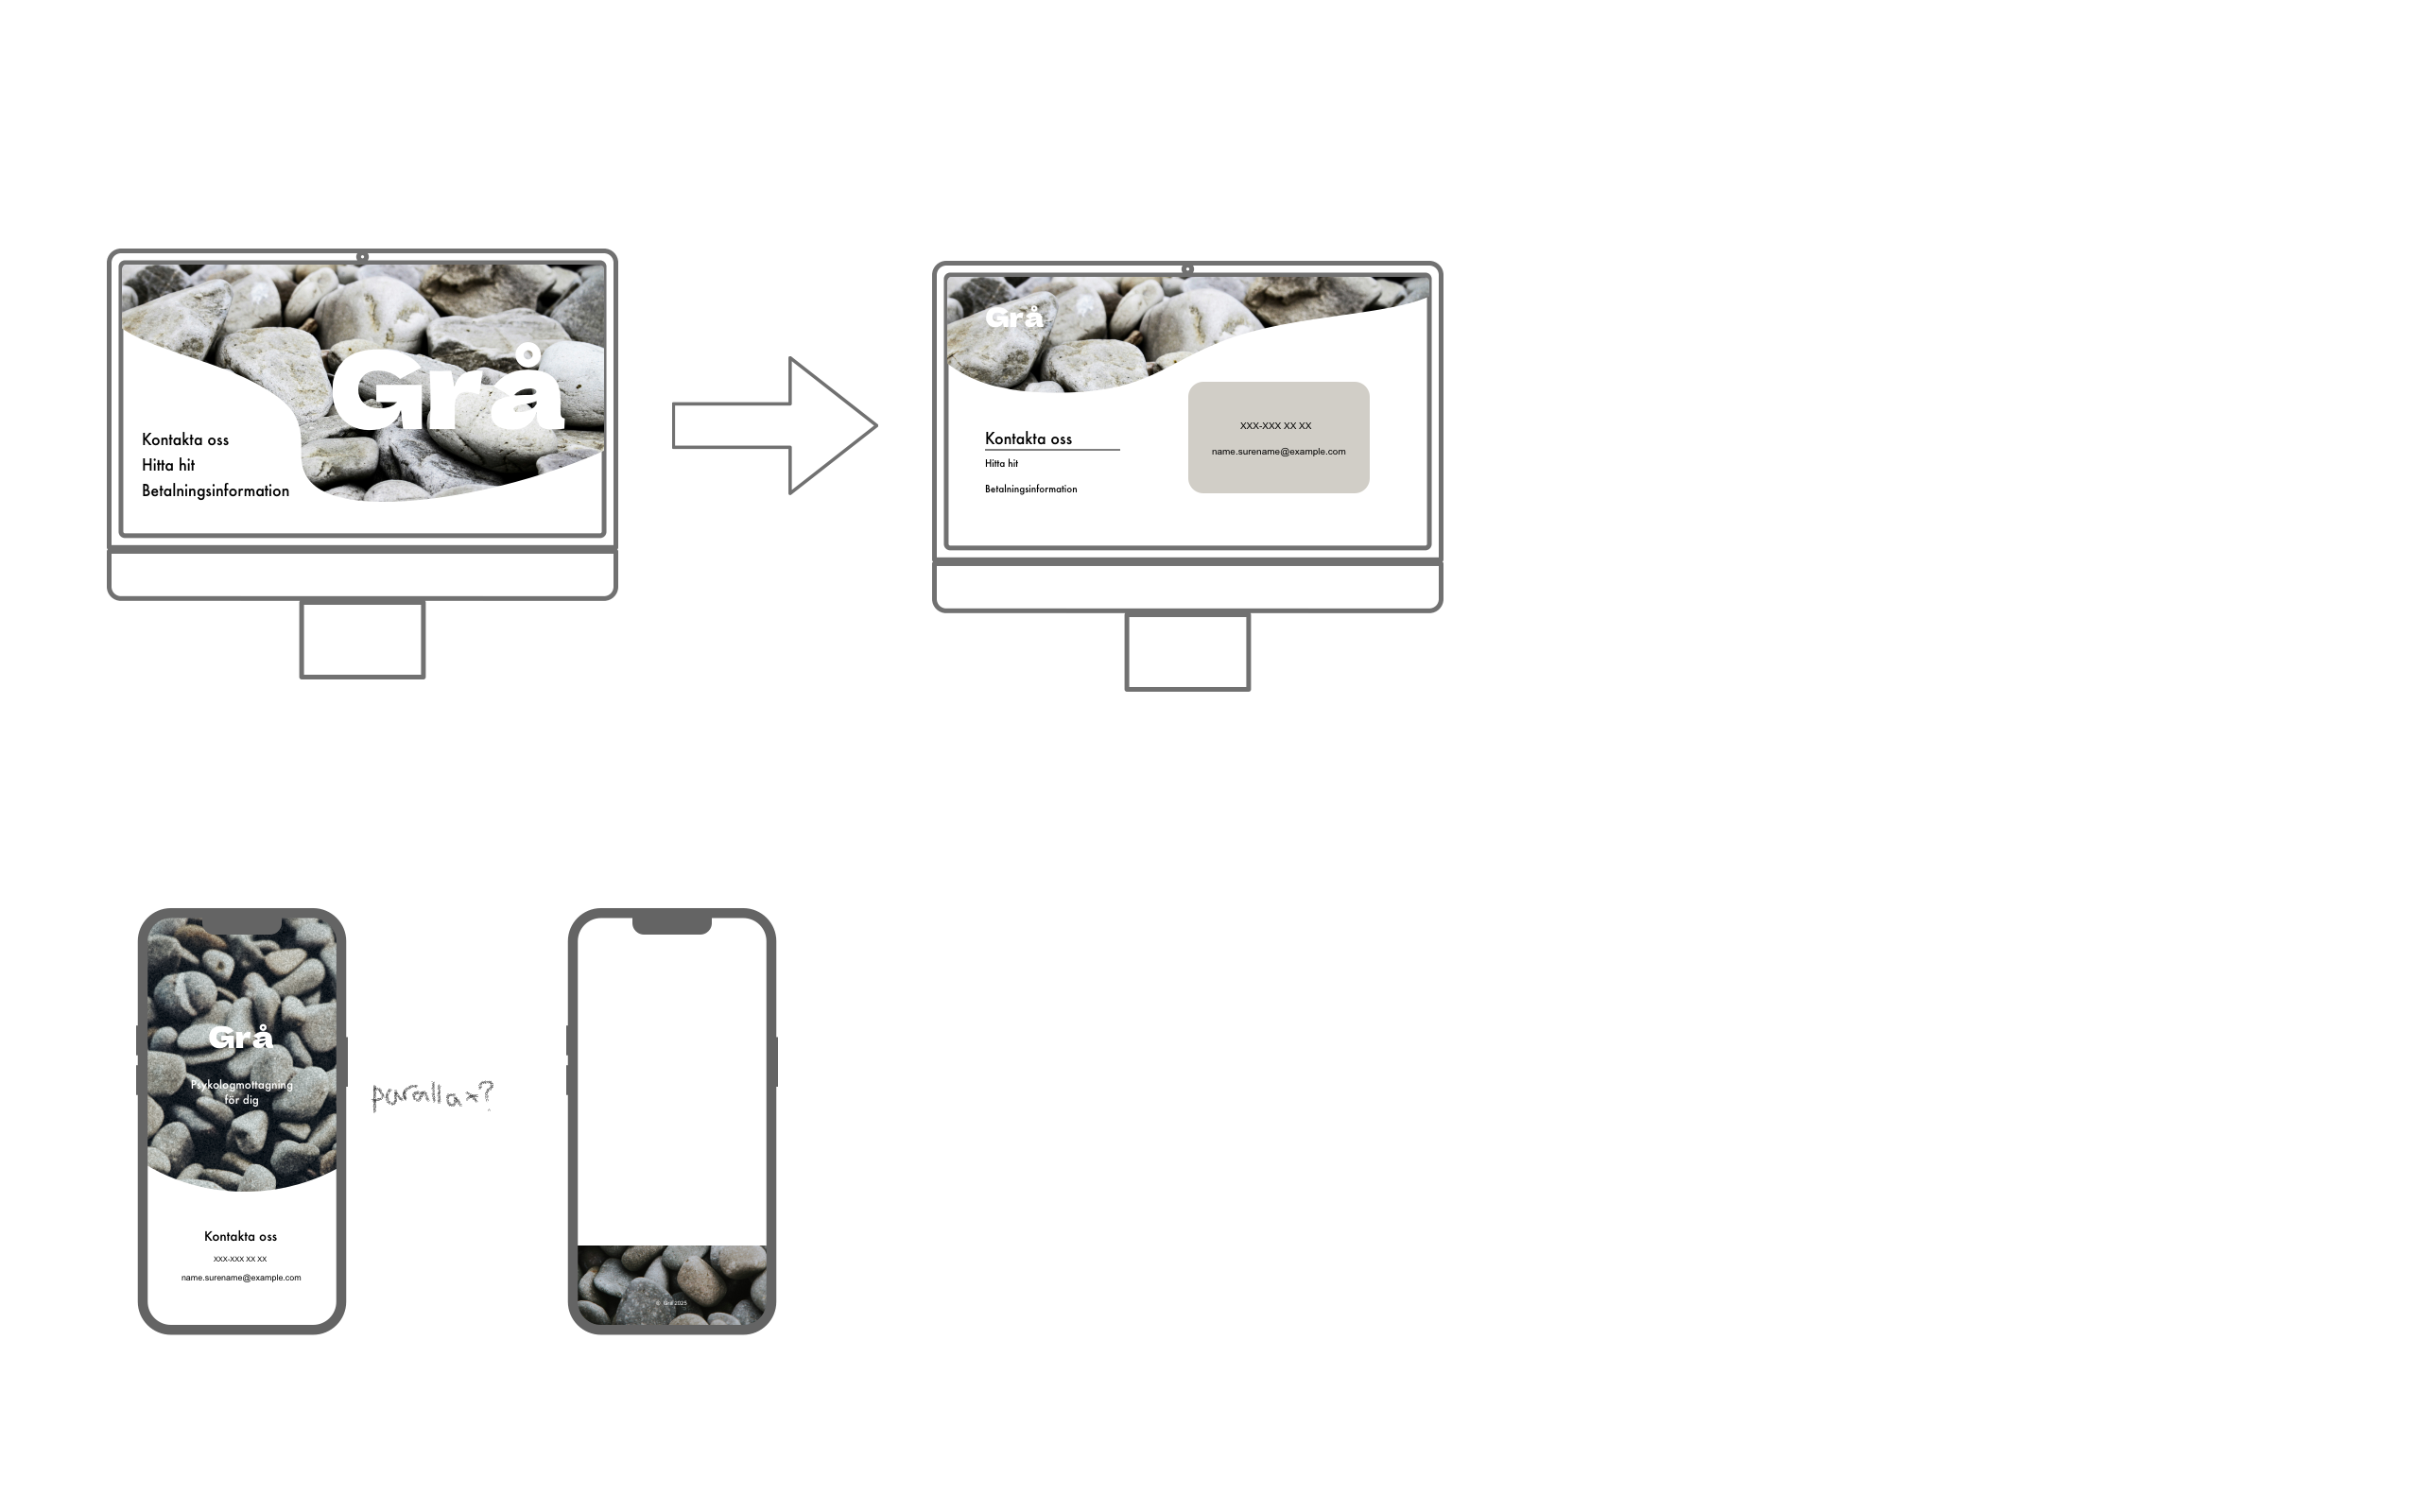 Grå
Kontakta oss
Hitta hit
Betalningsinformation
Grå
Kontakta oss
Hitta hit
Betalningsinformation
XXX-XXX XX XX
name.surename@example.com
Grå
Psykologmottagning
för dig
Kontakta oss
XXX-XXX XX XX
name.surename@example.com
parallax?
© Grå 2025